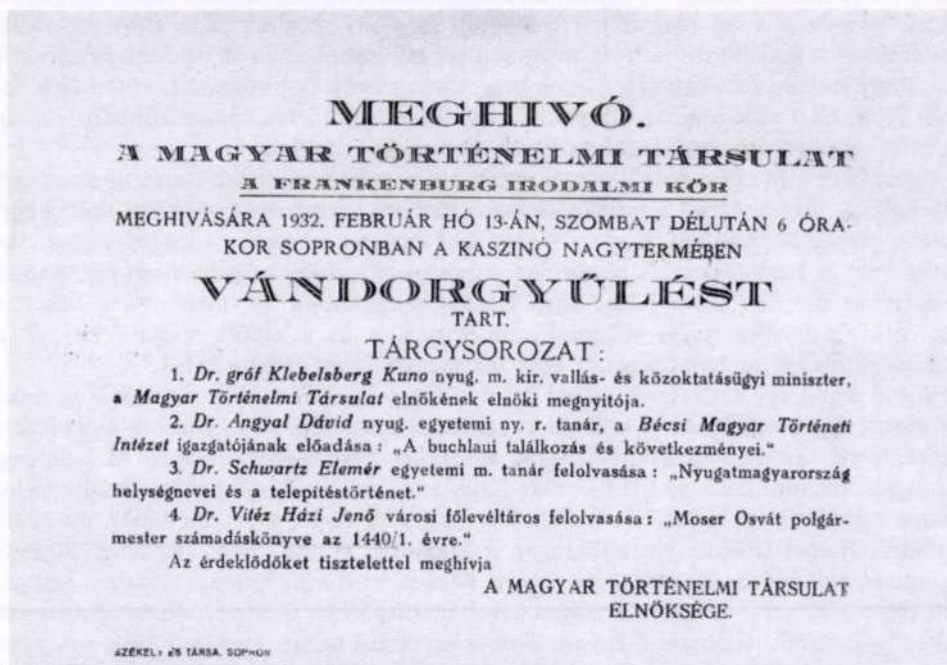 MEGHIVÓ.
A MAGYAR TÖRTÉNELMI TÁRSULAT
A FRANKENBURG IRODALMI KÖR
MEGHIVÁSÁRA 1932. FEBRUÁR HÓ 13-ÁN, SZOMBAT DÉLUTÁN 6 ÓRA-
KOR SOPRONBAN A KASZINÓ NAGYTERMÉBEN
VÁNDORGYÜLÉST
TART.
TÁRGYSOROZAT:
1. Dr. gróf Klebelsberg Kuno nyug. m. kir. vallás- és közoktatásügyi miniszter,
a Magyar Történelmi Társulat elnökének elnöki megnyitója.
2. Dr. Angyal Dávid nyug. egyetemi ny. r. tanár, a Bécsi Magyar Történeti
Intézet igazgatójának előadása: „A buchlaui találkozás és következményei.“
3. Dr. Schwartz Elemér egyetemi m. tanár felolvasása: „Nyugatmagyarország
helységnevei és a telepítéstörténet.“
4. Dr. Vitéz Házi Jenő városi főlevéltáros felolvasása: „Moser Osvát polgár-
mester számadáskönyve az 1440/1. évre.“
Az érdeklődőket tisztelettel meghívja
A MAGYAR TÖRTÉNELMI TÁRSULAT
ELNÖKSÉGE.
SZÉKELY ÉS TÁRSA. SOPRON